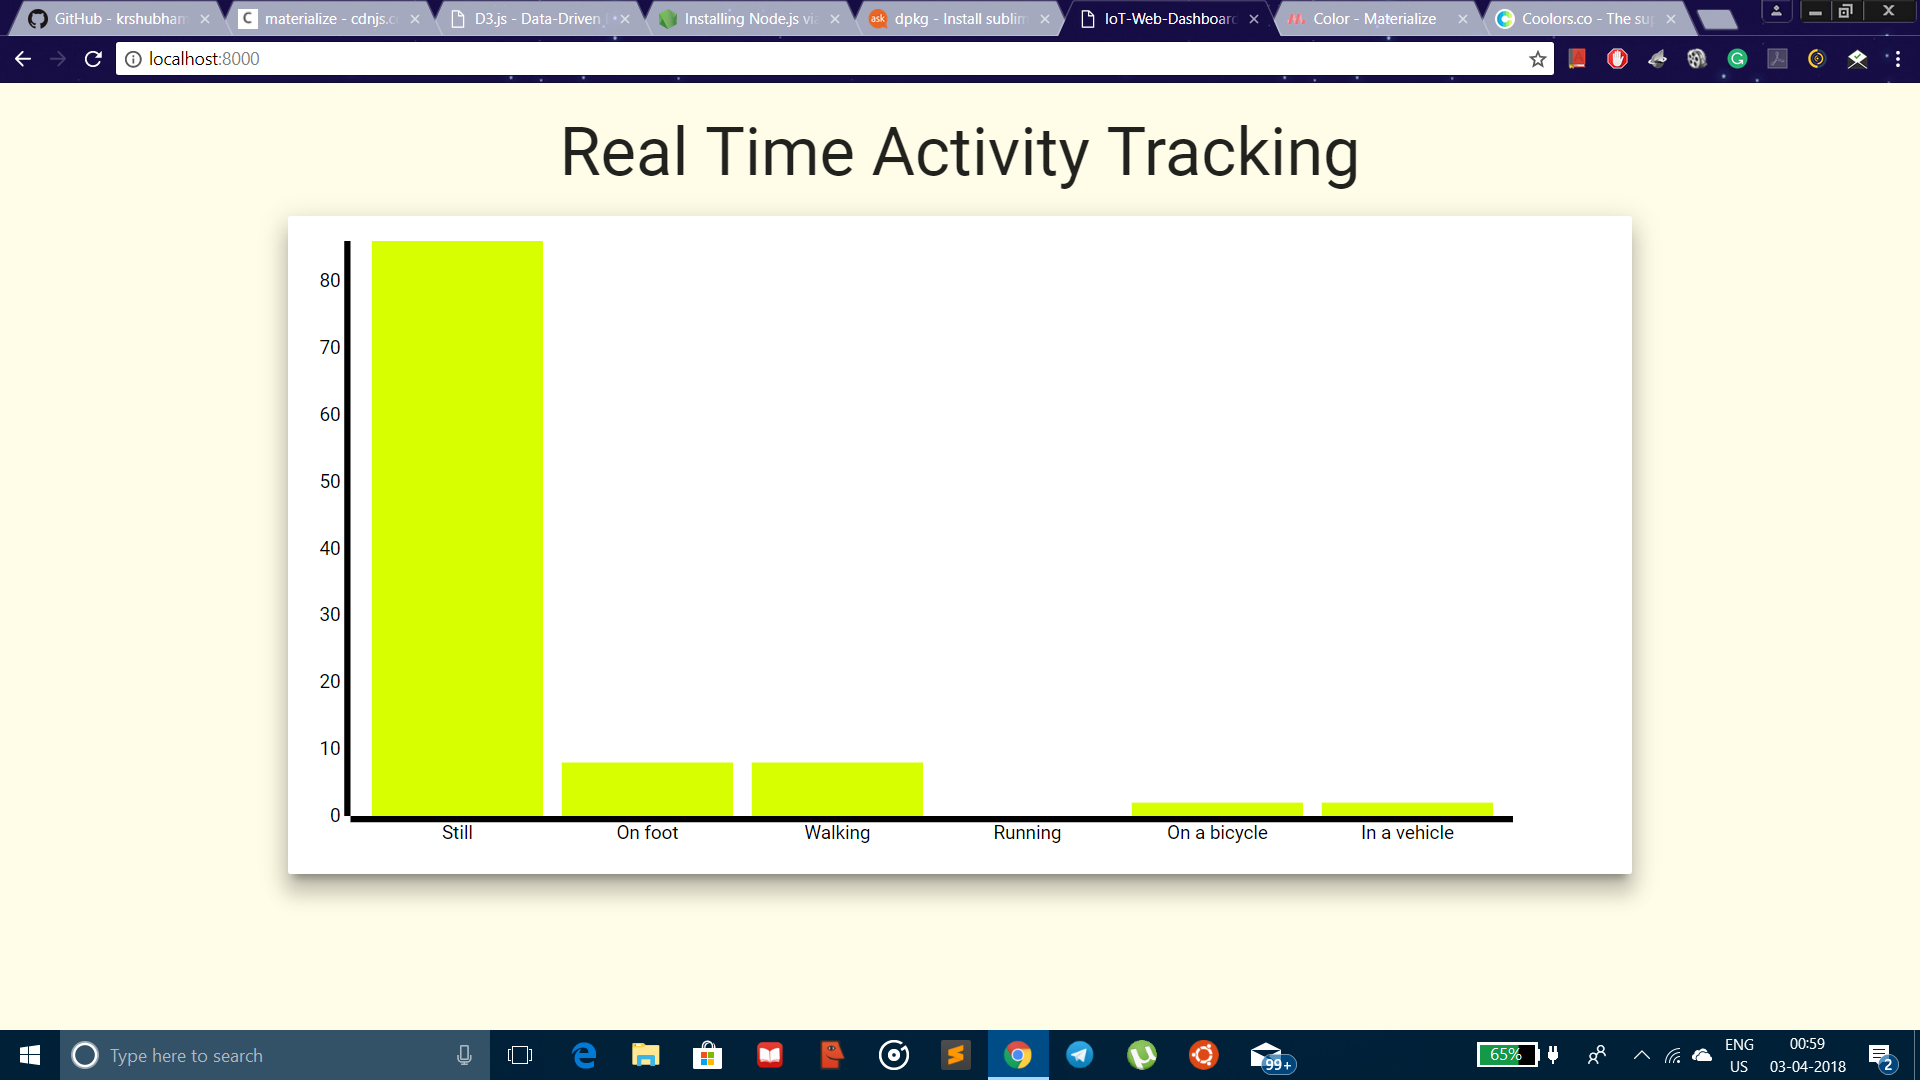 GitHub - krshubham
materialize - cdnjs.co
D3.js - Data-Driven
Installing Node.js via
dpkg - Install sublim
IoT-Web-Dashboard
Color - Materialize
Coolors.co - The su
localhost:8000
Real Time Activity Tracking
80
70
60
50
40
30
20
10
0
Still On foot Walking Running On a bicycle In a vehicle
Type here to search
99+
65%
ENG
US
00:59
03-04-2018
2